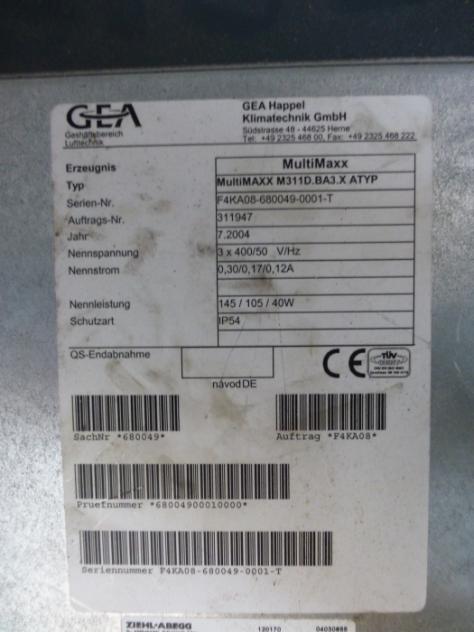 GEA
Geshäftsbereich
Lufttechnik
GEA Happel
Klimatechnik GmbH
Südstrasse 48 - 44625 Herne
Tel: +49 2325 468 00, Fax: +49 2325 468 222
Erzeugnis MultiMaxx
Typ MultiMAXX M311D.BA3.X ATYP
Serien-Nr. F4KA08-680049-0001-T
Auftrags-Nr. 311947
Jahr 7.2004
Nennspannung 3 x 400/50 V/Hz
Nennstrom 0,30/0,17/0,12A
Nennleistung 145 / 105 / 40W
Schutzart IP54
QS-Endabnahme
CE TÜV
návod DE
SachNr *680049*
Auftrag *F4KA08*
Pruefnummer *68004900010000*
Seriennummer F4KA08-680049-0001-T
ZIEHL-ABEGG 120170